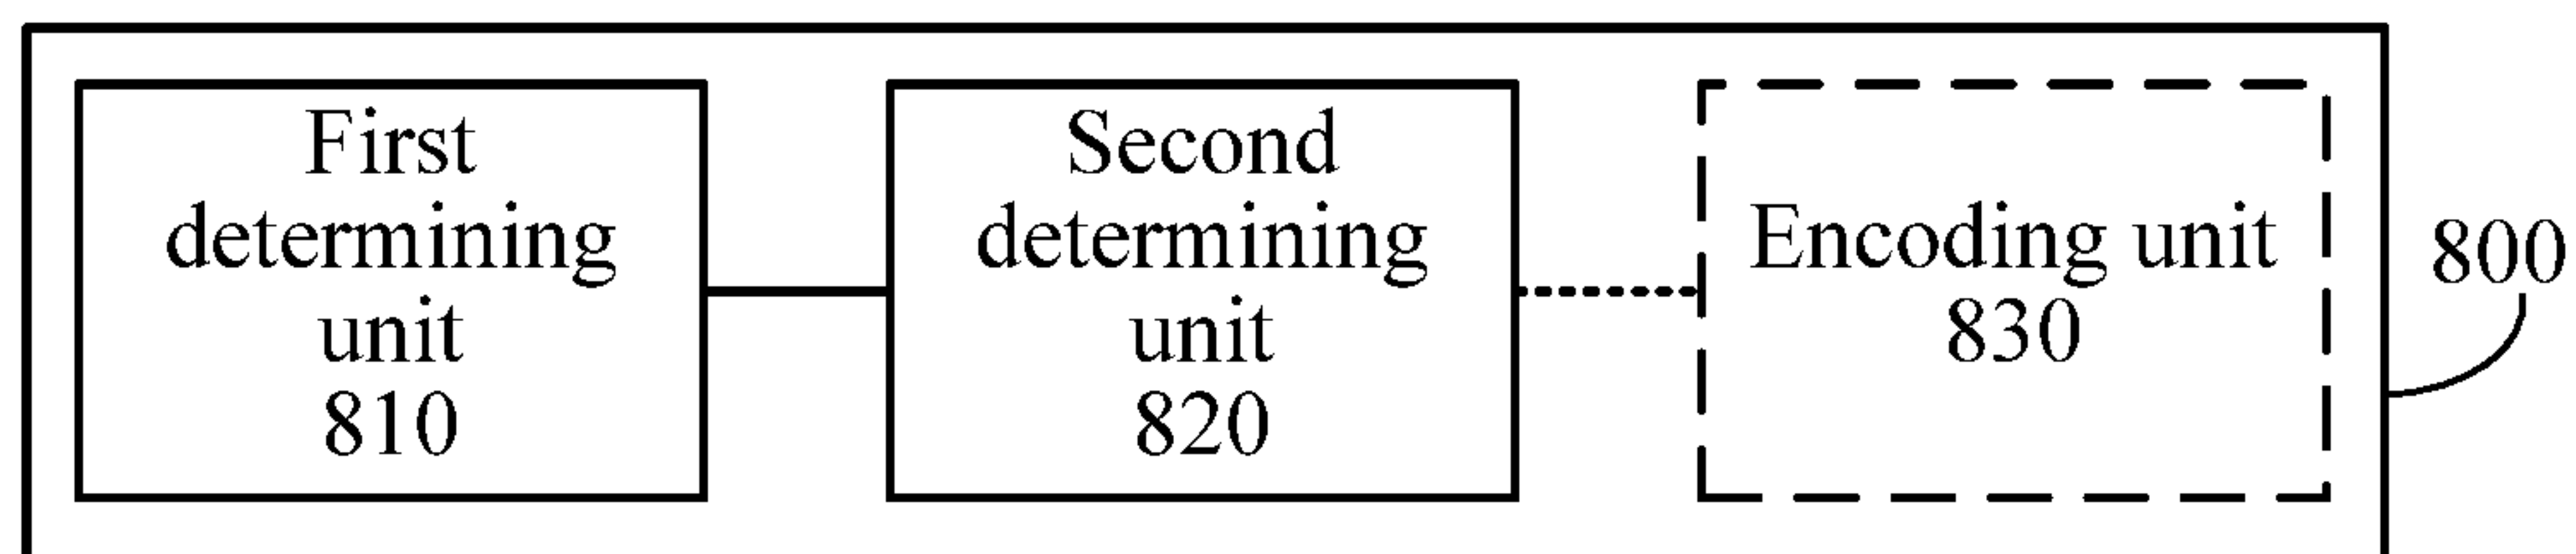 First
determining
unit
810
Second
determining
unit
820
Encoding unit
830
800